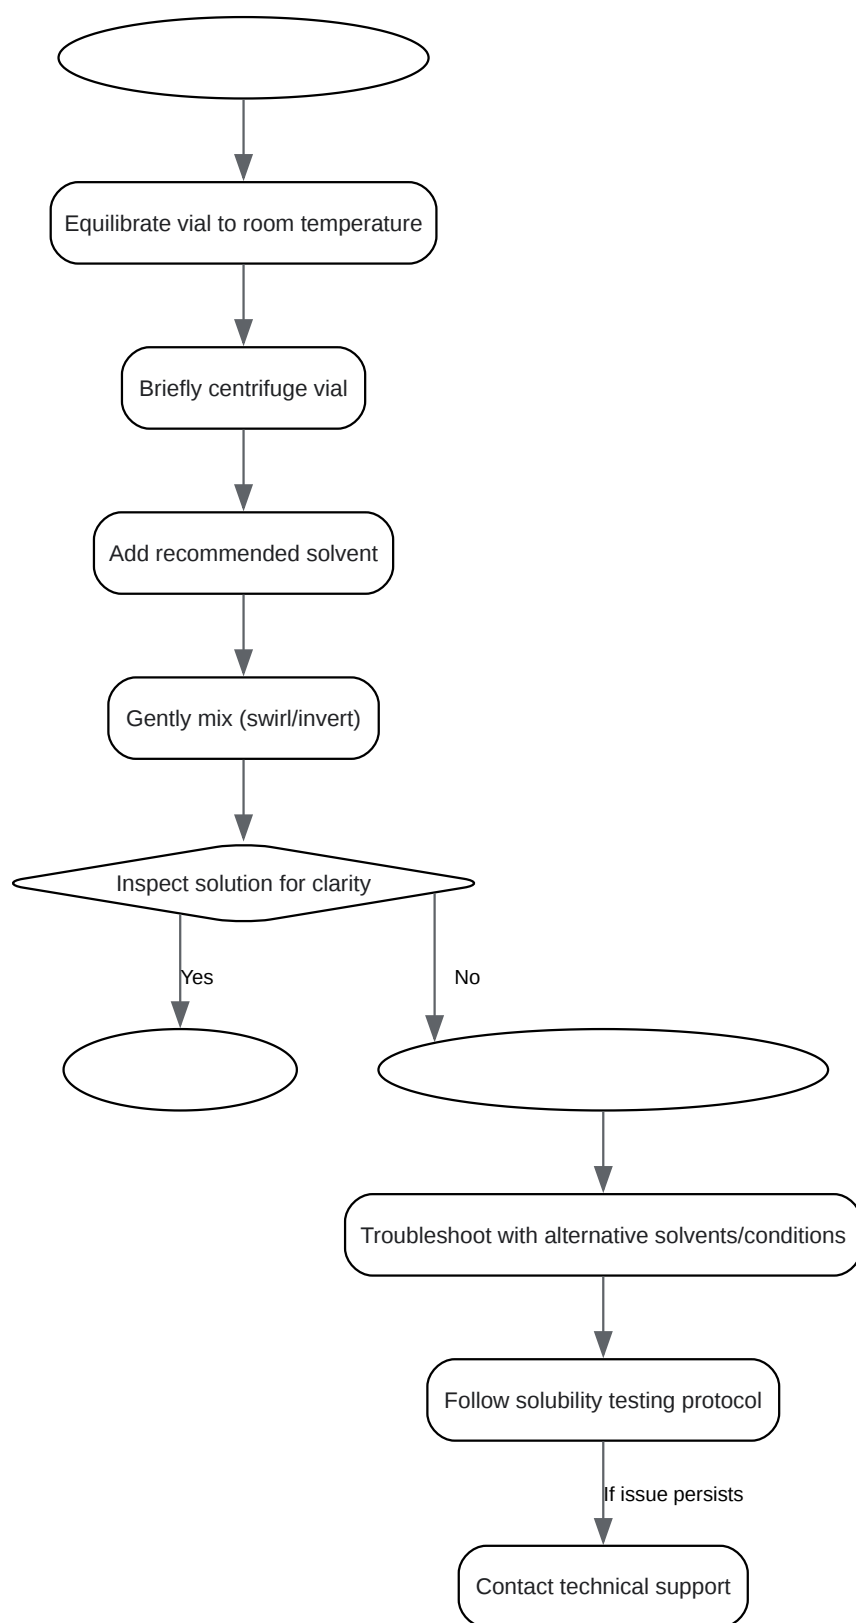 Equilibrate vial to room temperature
Briefly centrifuge vial
Add recommended solvent
Gently mix (swirl/invert)
Inspect solution for clarity
Yes
No
Troubleshoot with alternative solvents/conditions
Follow solubility testing protocol
If issue persists
Contact technical support